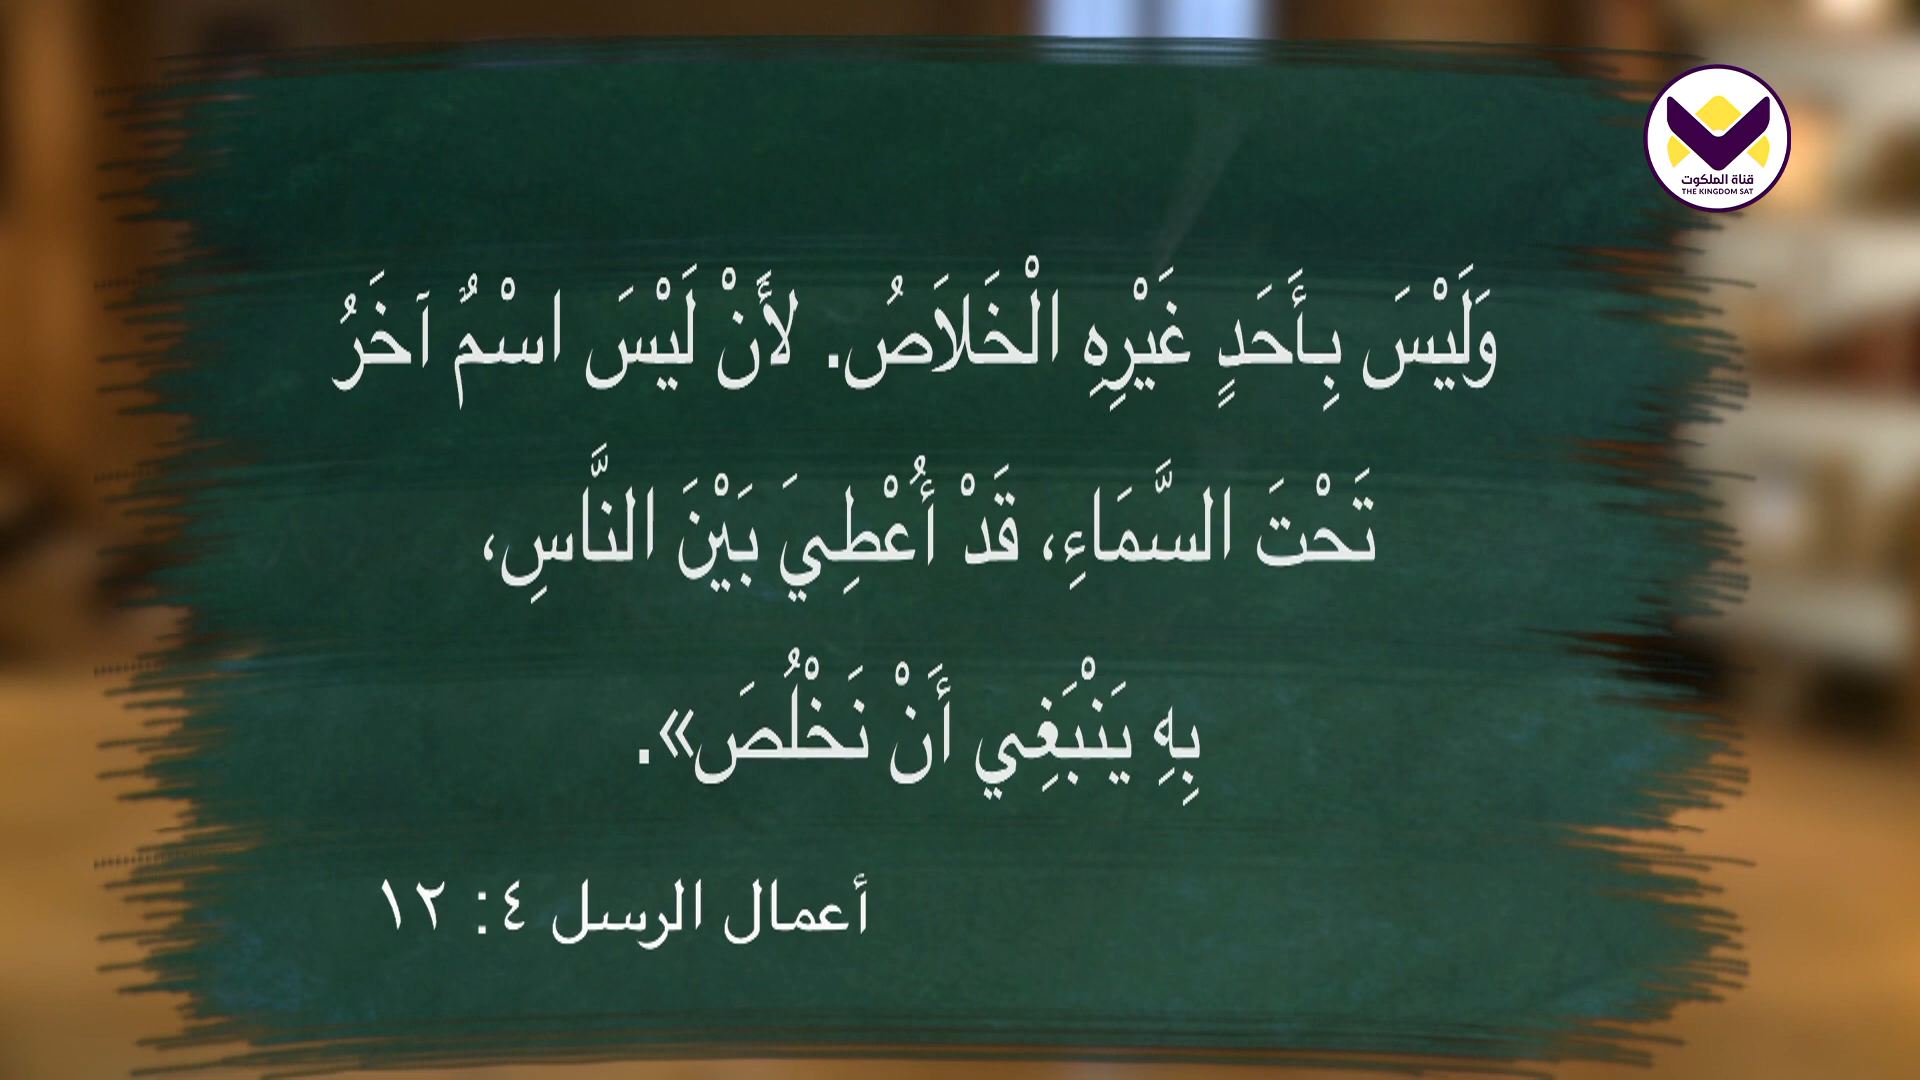 قناة الملكوت
THE KINGDOM SAT
وَلَيْسَ بِأَحَدٍ غَيْرِهِ الْخَلاَصُ. لأَنْ لَيْسَ اسْمٌ آخَرُ
تَحْتَ السَّمَاءِ، قَدْ أُعْطِيَ بَيْنَ النَّاسِ،
بِهِ يَنْبَغِي أَنْ نَخْلُصَ».
أعمال الرسل ٤: ١٢